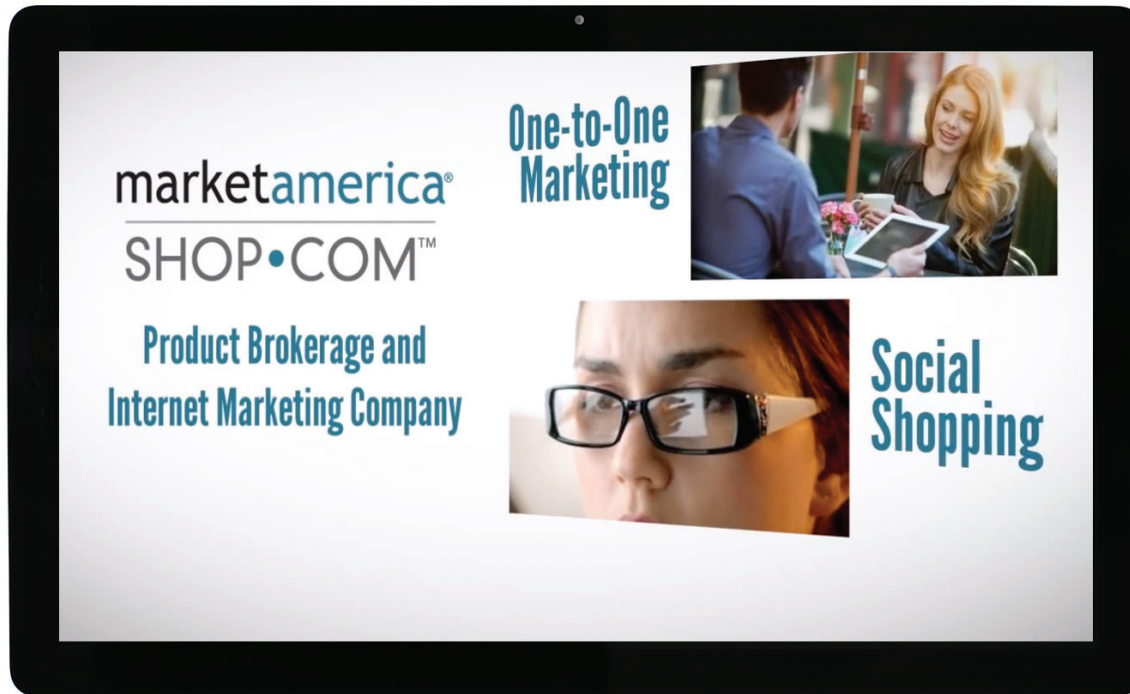 marketamerica®
SHOP•COM™
Product Brokerage and
Internet Marketing Company
One-to-One
Marketing
Social
Shopping